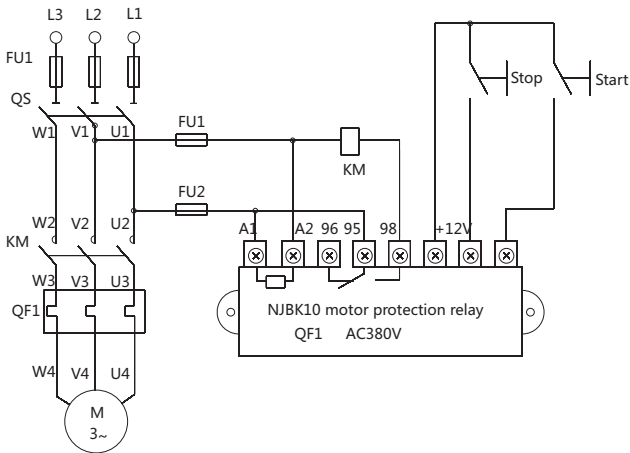 L3 L2 L1
FU1
QS
W1 V1 U1
FU1
KM
Stop
Start
FU2
W2 V2 U2
KM
A1 A2 96 95 98 +12V
W3 V3 U3
QF1
NJBK10 motor protection relay
QF1 AC380V
W4 V4 U4
M
3~